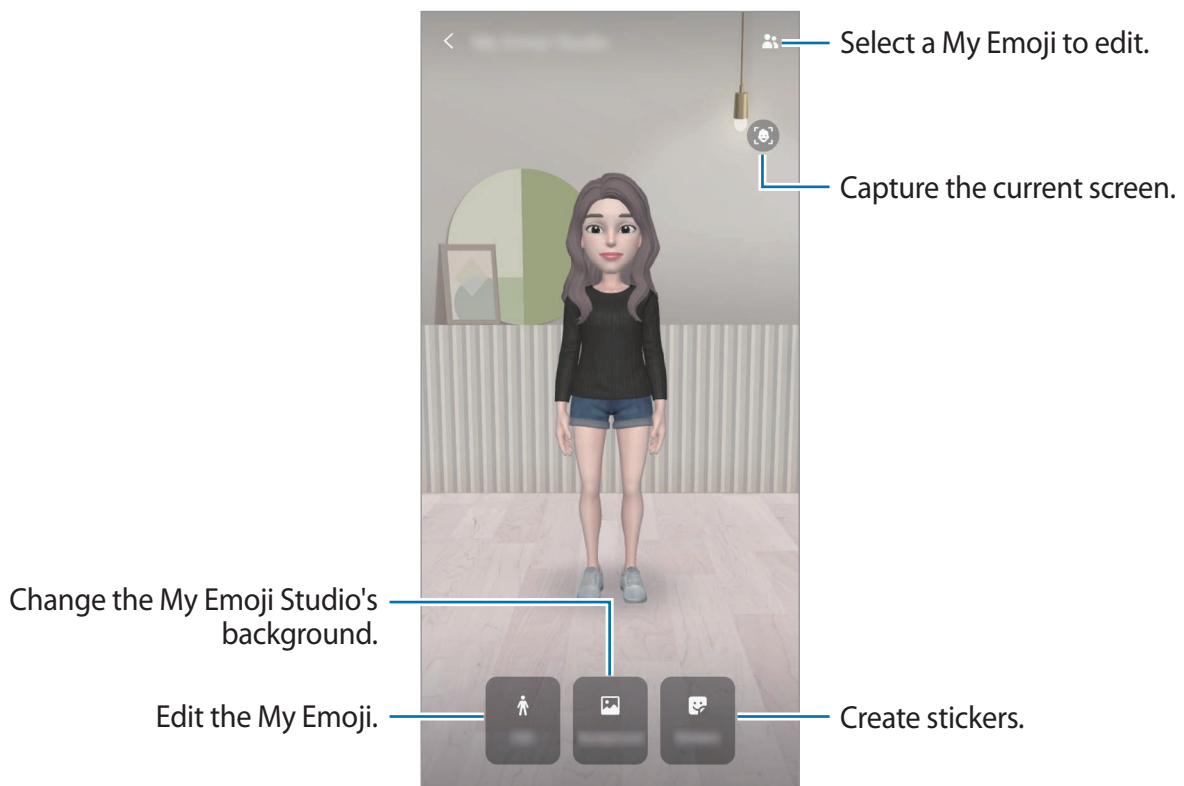 Select a My Emoji to edit.
Capture the current screen.
Change the My Emoji Studio's
background.
Edit the My Emoji.
Create stickers.